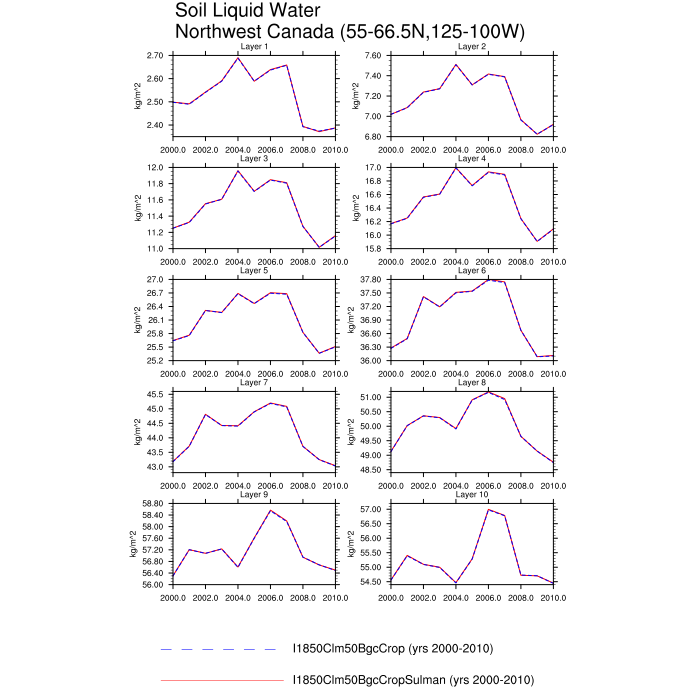 Soil Liquid Water
Northwest Canada (55-66.5N,125-100W)
Layer 1
kg/m^2
2.70
2.60
2.50
2.40
2000.0 2002.0 2004.0 2006.0 2008.0 2010.0
Layer 2
kg/m^2
7.60
7.40
7.20
7.00
6.80
2000.0 2002.0 2004.0 2006.0 2008.0 2010.0
Layer 3
kg/m^2
12.0
11.8
11.6
11.4
11.2
11.0
2000.0 2002.0 2004.0 2006.0 2008.0 2010.0
Layer 4
kg/m^2
17.0
16.8
16.6
16.4
16.2
16.0
15.8
2000.0 2002.0 2004.0 2006.0 2008.0 2010.0
Layer 5
kg/m^2
27.0
26.7
26.4
26.1
25.8
25.5
25.2
2000.0 2002.0 2004.0 2006.0 2008.0 2010.0
Layer 6
kg/m^2
37.80
37.50
37.20
36.90
36.60
36.30
36.00
2000.0 2002.0 2004.0 2006.0 2008.0 2010.0
Layer 7
kg/m^2
45.5
45.0
44.5
44.0
43.5
43.0
2000.0 2002.0 2004.0 2006.0 2008.0 2010.0
Layer 8
kg/m^2
51.00
50.50
50.00
49.50
49.00
48.50
2000.0 2002.0 2004.0 2006.0 2008.0 2010.0
Layer 9
kg/m^2
58.80
58.40
58.00
57.60
57.20
56.80
56.40
56.00
2000.0 2002.0 2004.0 2006.0 2008.0 2010.0
Layer 10
kg/m^2
57.00
56.50
56.00
55.50
55.00
54.50
2000.0 2002.0 2004.0 2006.0 2008.0 2010.0
I1850Clm50BgcCrop (yrs 2000-2010)
I1850Clm50BgcCropSulman (yrs 2000-2010)